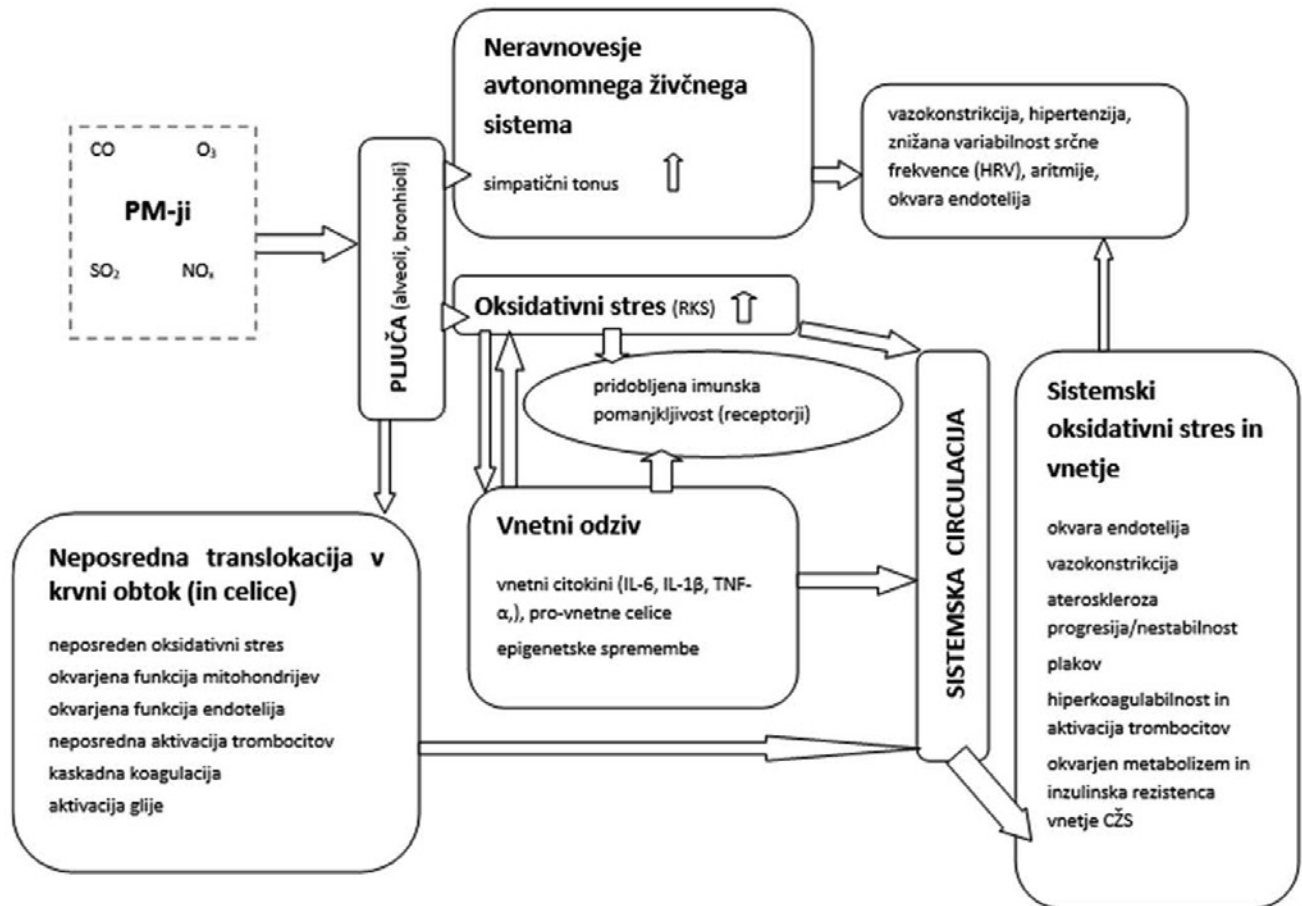 CO O₃
PM-ji
SO₂ NOₓ
PLJUČA (alveoli, bronhioli)
Neravnovesje
avtonomnega živčnega
sistema
simpatični tonus
vazokonstrikcija, hipertenzija,
znižana variabilnost srčne
frekvence (HRV), aritmije,
okvara endotelija
Oksidativni stres (RKS)
pridobljena imunska
pomanjkljivost (receptorji)
Vnetni odziv
vnetni citokini (IL-6, IL-1β, TNF-
α,), pro-vnetne celice
epigenetske spremembe
Neposredna translokacija v
krvni obtok (in celice)
neposreden oksidativni stres
okvarjena funkcija mitohondrijev
okvarjena funkcija endotelija
neposredna aktivacija trombocitov
kaskadna koagulacija
aktivacija glije
SISTEMSKA CIRCULACIJA
Sistemski
oksidativni stres in
vnetje
okvara endotelija
vazokonstrikcija
ateroskleroza
progresija/nestabilnost
plakov
hiperkoagulabilnost in
aktivacija trombocitov
okvarjen metabolizem in
inzulinska rezistenca
vnetje CŽS